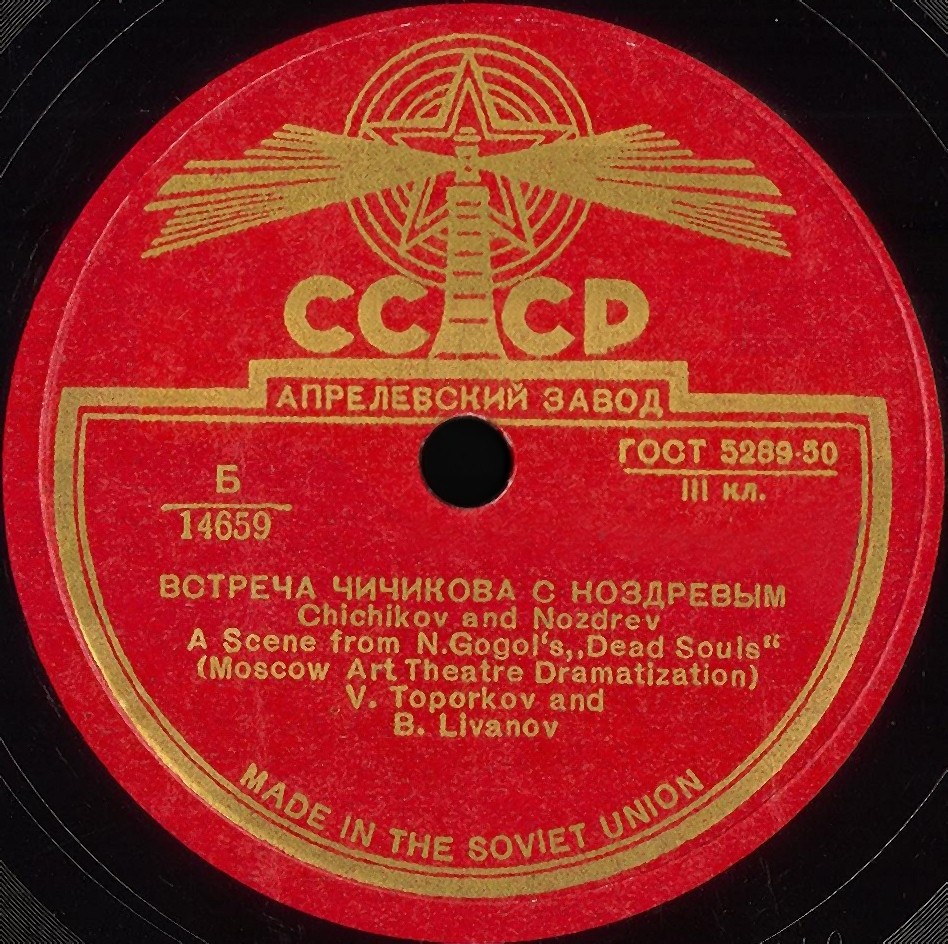 СССР
АПРЕЛЕВСКИЙ ЗАВОД
ГОСТ 5289-50
III кл.
Б
14659
ВСТРЕЧА ЧИЧИКОВА С НОЗДРЕВЫМ
Chichikov and Nozdrev
A Scene from N.Gogol‘s„Dead Souls“
(Moscow Art Theatre Dramatization)
V. Toporkov and
B. Livanov
MADE IN THE SOVIET UNION